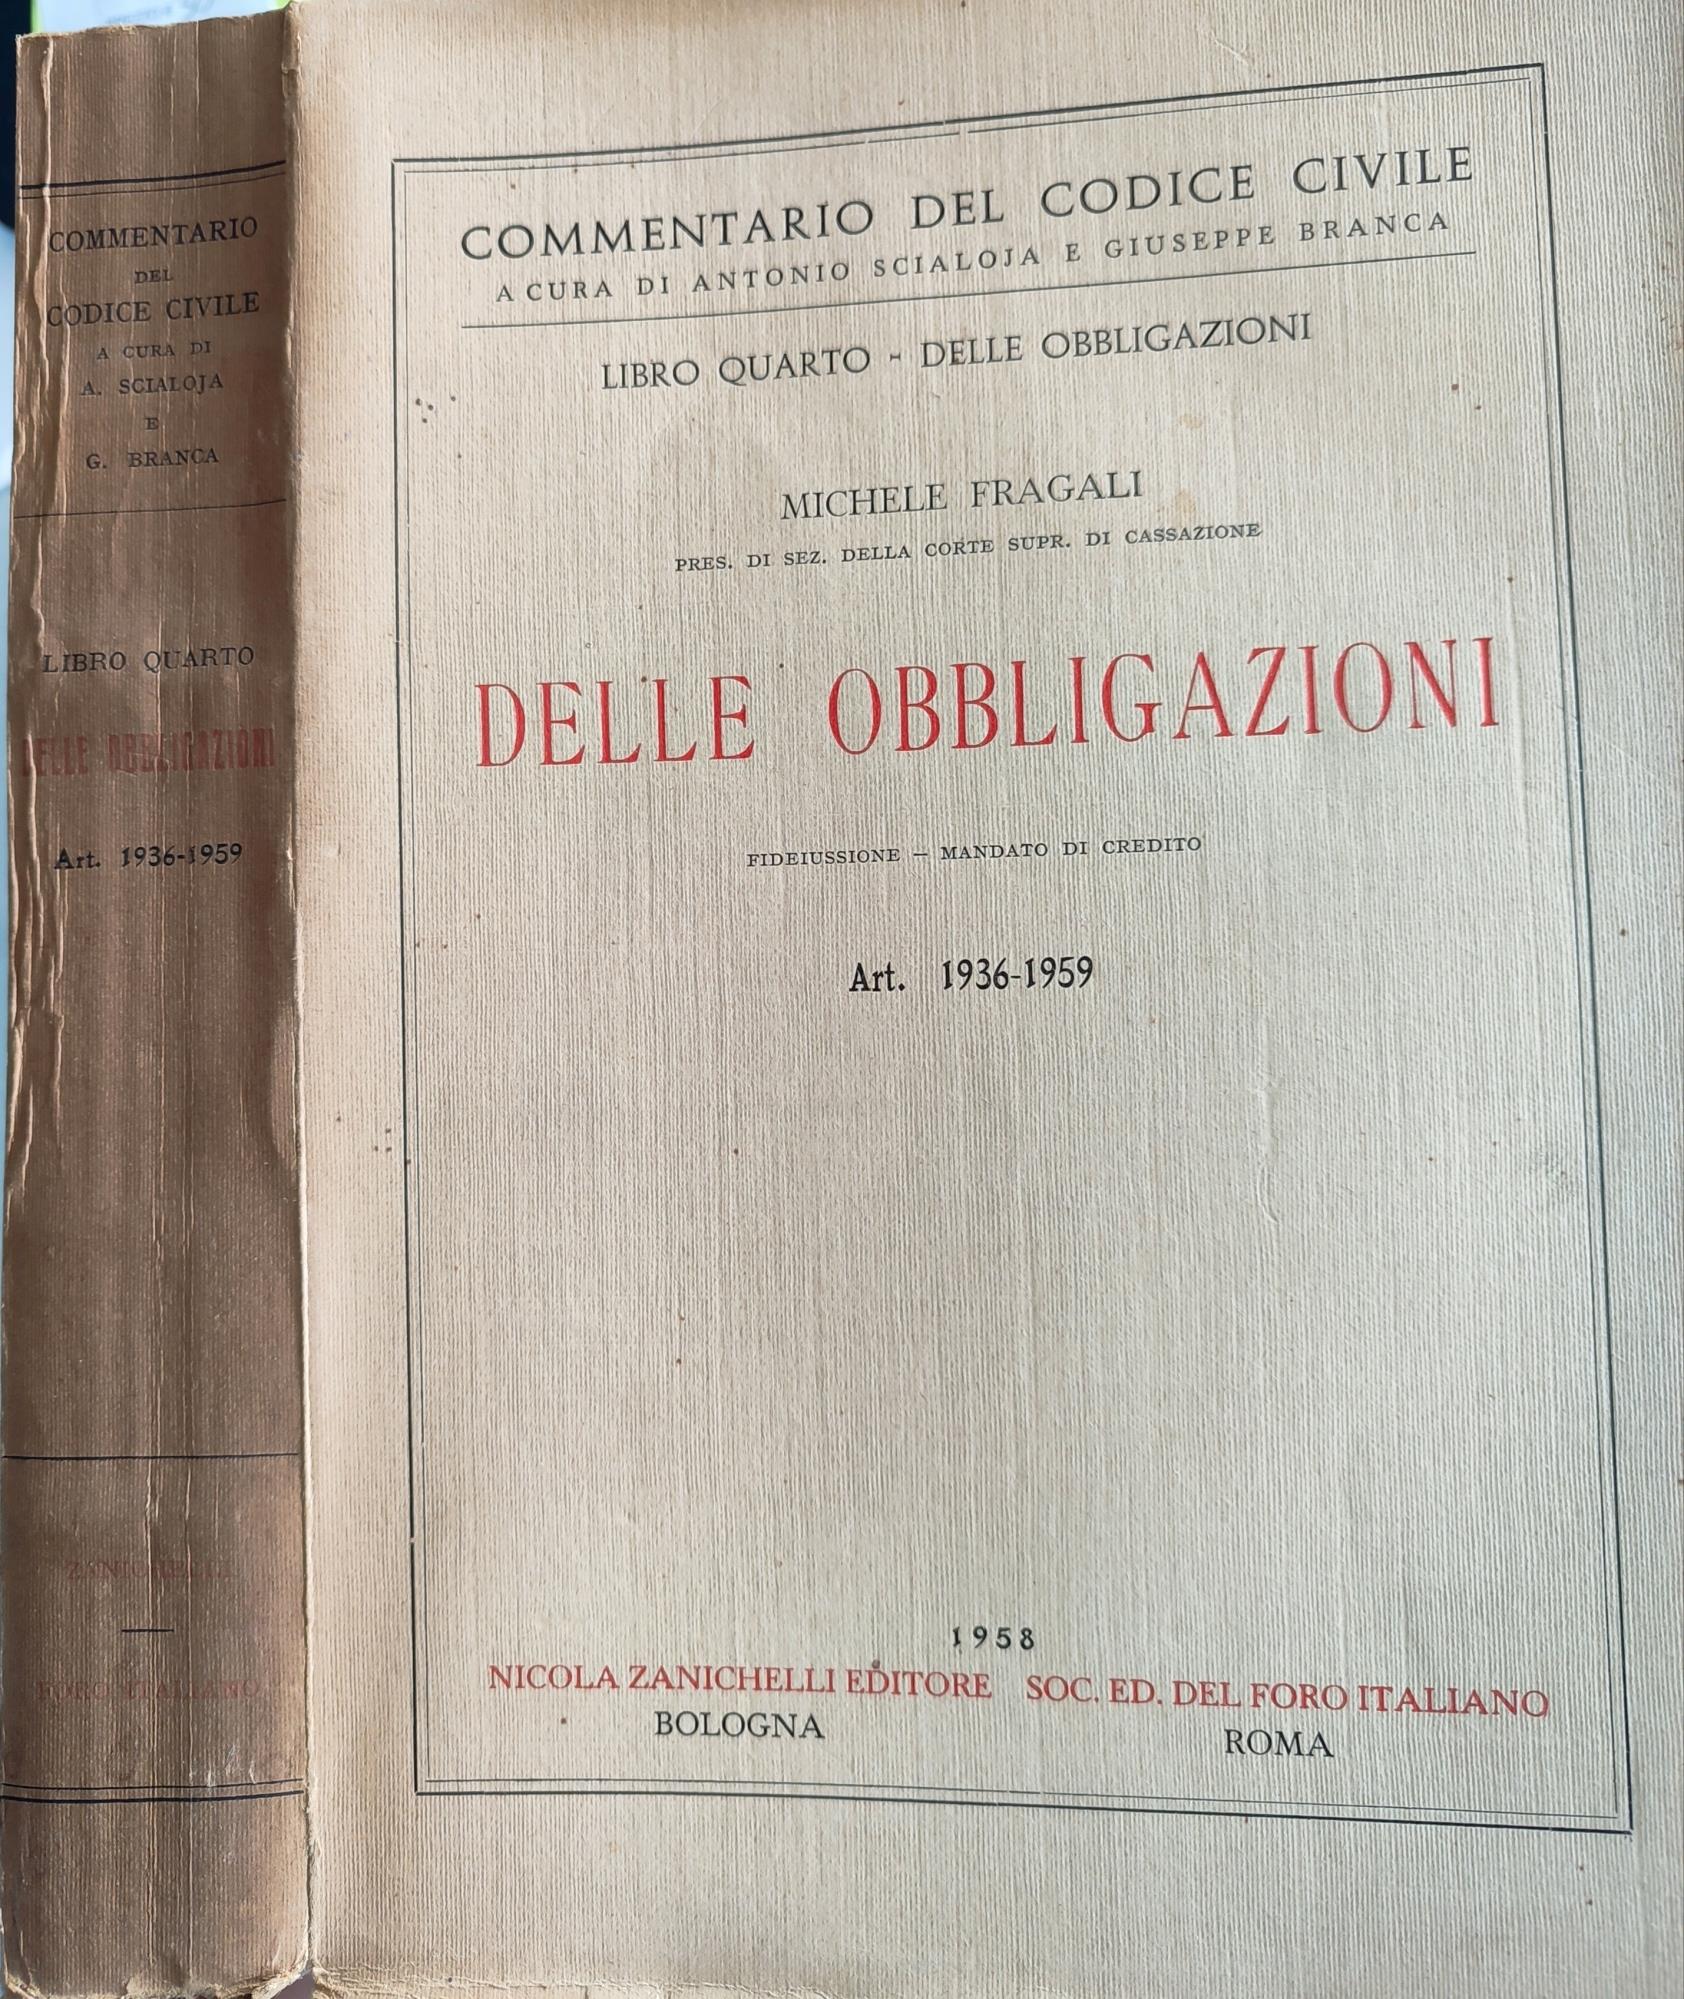 COMMENTARIO
DEL
CODICE CIVILE
A CURA DI
A. SCIALOJA
E
G. BRANCA
LIBRO QUARTO
DELLE OBBLIGAZIONI
Art. 1936-1959
ZANICHELLI
FORO ITALIANO
COMMENTARIO DEL CODICE CIVILE
A CURA DI ANTONIO SCIALOJA E GIUSEPPE BRANCA
LIBRO QUARTO - DELLE OBBLIGAZIONI
MICHELE FRAGALI
PRES. DI SEZ. DELLA CORTE SUPR. DI CASSAZIONE
DELLE OBBLIGAZIONI
FIDEIUSSIONE – MANDATO DI CREDITO
Art. 1936-1959
1958
NICOLA ZANICHELLI EDITORE SOC. ED. DEL FORO ITALIANO
BOLOGNA ROMA